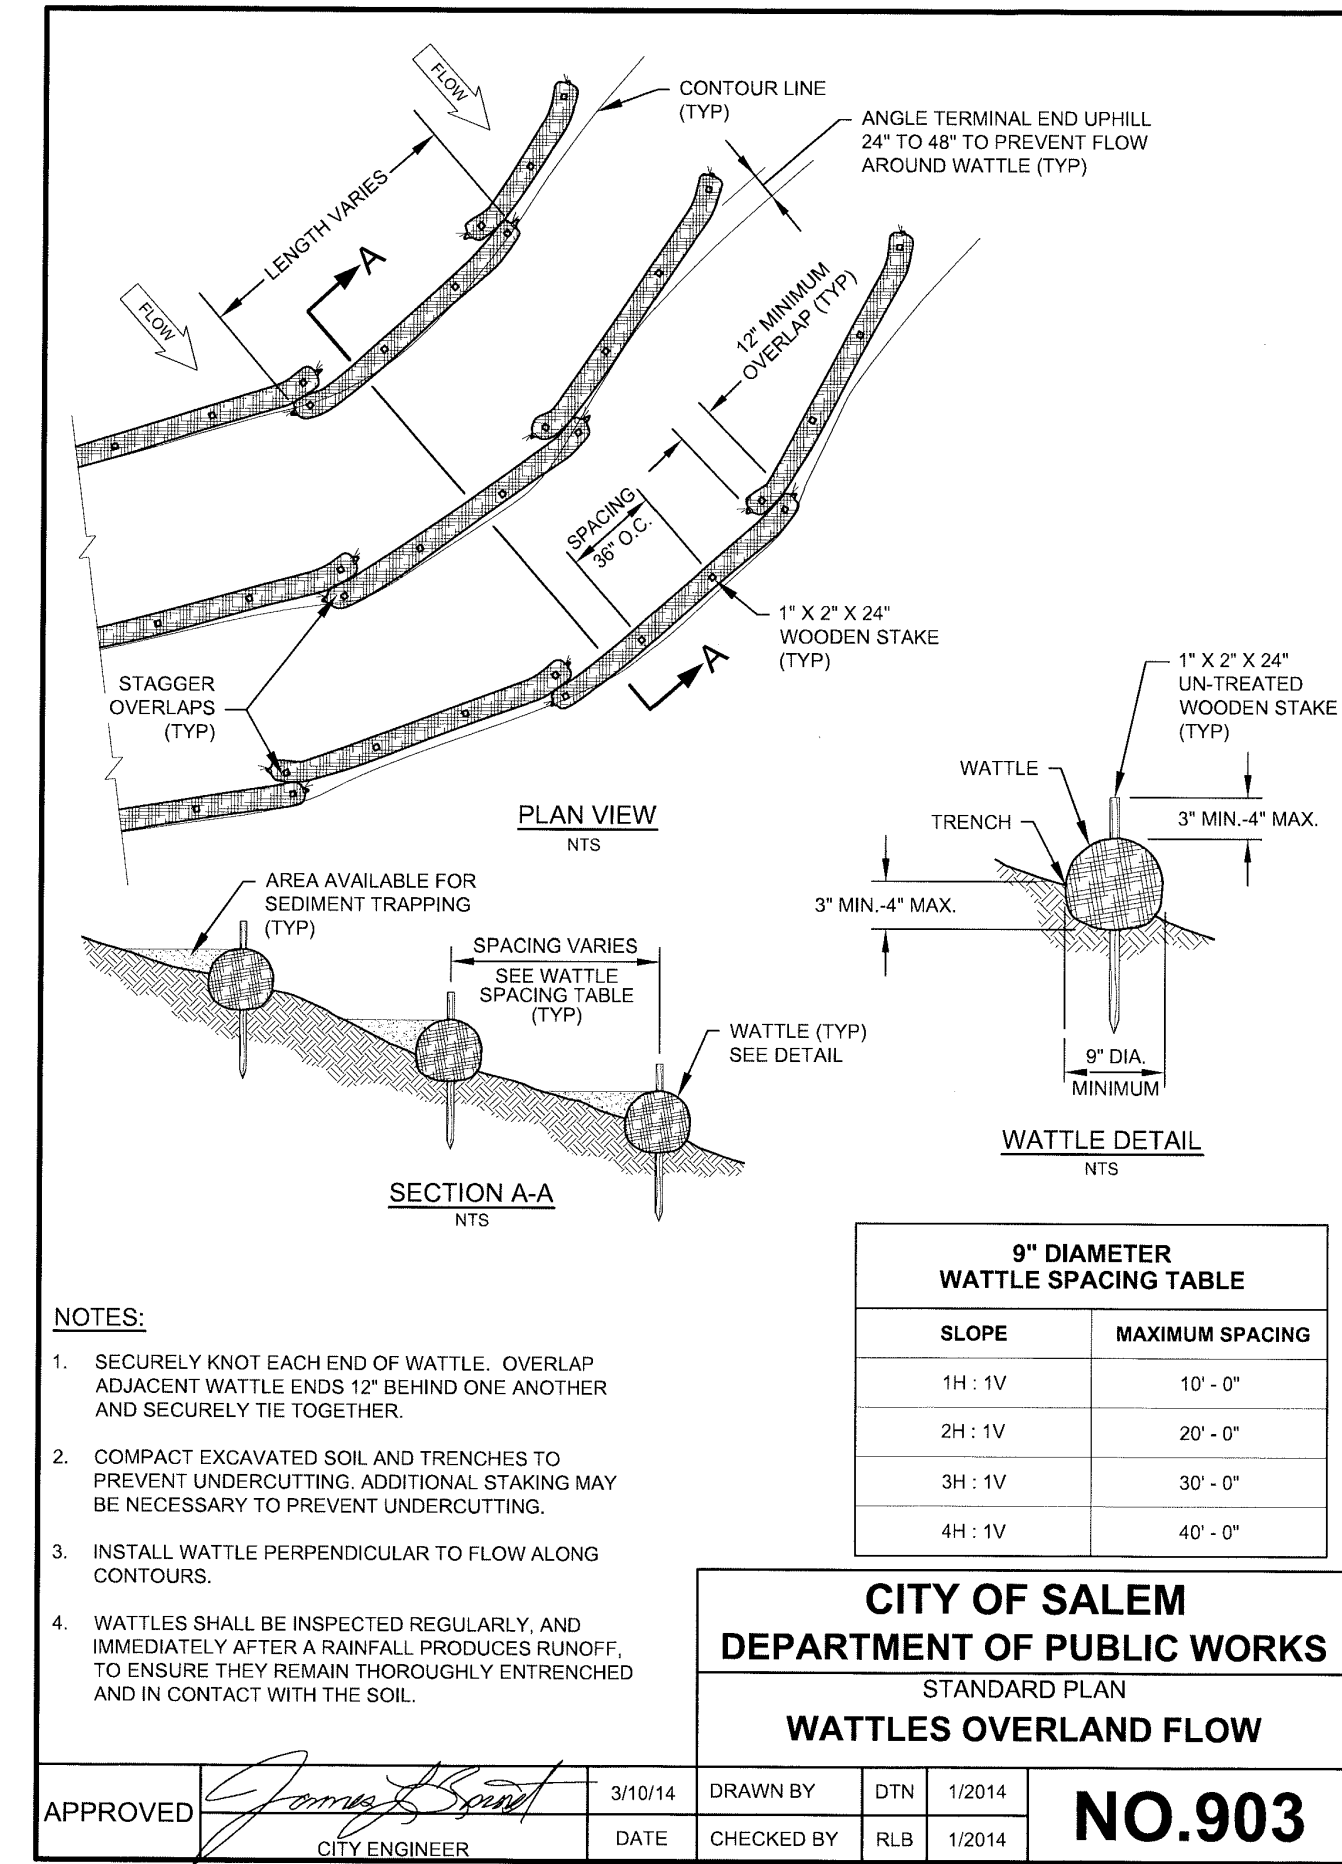 FLOW
CONTOUR LINE
(TYP)
ANGLE TERMINAL END UPHILL
24" TO 48" TO PREVENT FLOW
AROUND WATTLE (TYP)
LENGTH VARIES
A
FLOW
12" MINIMUM
OVERLAP (TYP)
SPACING
36" O.C.
1" X 2" X 24"
WOODEN STAKE
(TYP)
A
STAGGER
OVERLAPS
(TYP)
PLAN VIEW
NTS
1" X 2" X 24"
UN-TREATED
WOODEN STAKE
(TYP)
WATTLE
TRENCH
3" MIN.-4" MAX.
3" MIN.-4" MAX.
9" DIA.
MINIMUM
WATTLE DETAIL
NTS
AREA AVAILABLE FOR
SEDIMENT TRAPPING
(TYP)
SPACING VARIES
SEE WATTLE
SPACING TABLE
(TYP)
WATTLE (TYP)
SEE DETAIL
SECTION A-A
NTS
9" DIAMETER
WATTLE SPACING TABLE
SLOPE MAXIMUM SPACING
1H : 1V 10' - 0"
2H : 1V 20' - 0"
3H : 1V 30' - 0"
4H : 1V 40' - 0"
NOTES:
1. SECURELY KNOT EACH END OF WATTLE. OVERLAP
ADJACENT WATTLE ENDS 12" BEHIND ONE ANOTHER
AND SECURELY TIE TOGETHER.
2. COMPACT EXCAVATED SOIL AND TRENCHES TO
PREVENT UNDERCUTTING. ADDITIONAL STAKING MAY
BE NECESSARY TO PREVENT UNDERCUTTING.
3. INSTALL WATTLE PERPENDICULAR TO FLOW ALONG
CONTOURS.
4. WATTLES SHALL BE INSPECTED REGULARLY, AND
IMMEDIATELY AFTER A RAINFALL PRODUCES RUNOFF,
TO ENSURE THEY REMAIN THOROUGHLY ENTRENCHED
AND IN CONTACT WITH THE SOIL.
CITY OF SALEM
DEPARTMENT OF PUBLIC WORKS
STANDARD PLAN
WATTLES OVERLAND FLOW
APPROVED
James
CITY ENGINEER
3/10/14
DATE
DRAWN BY DTN 1/2014
CHECKED BY RLB 1/2014
NO.903